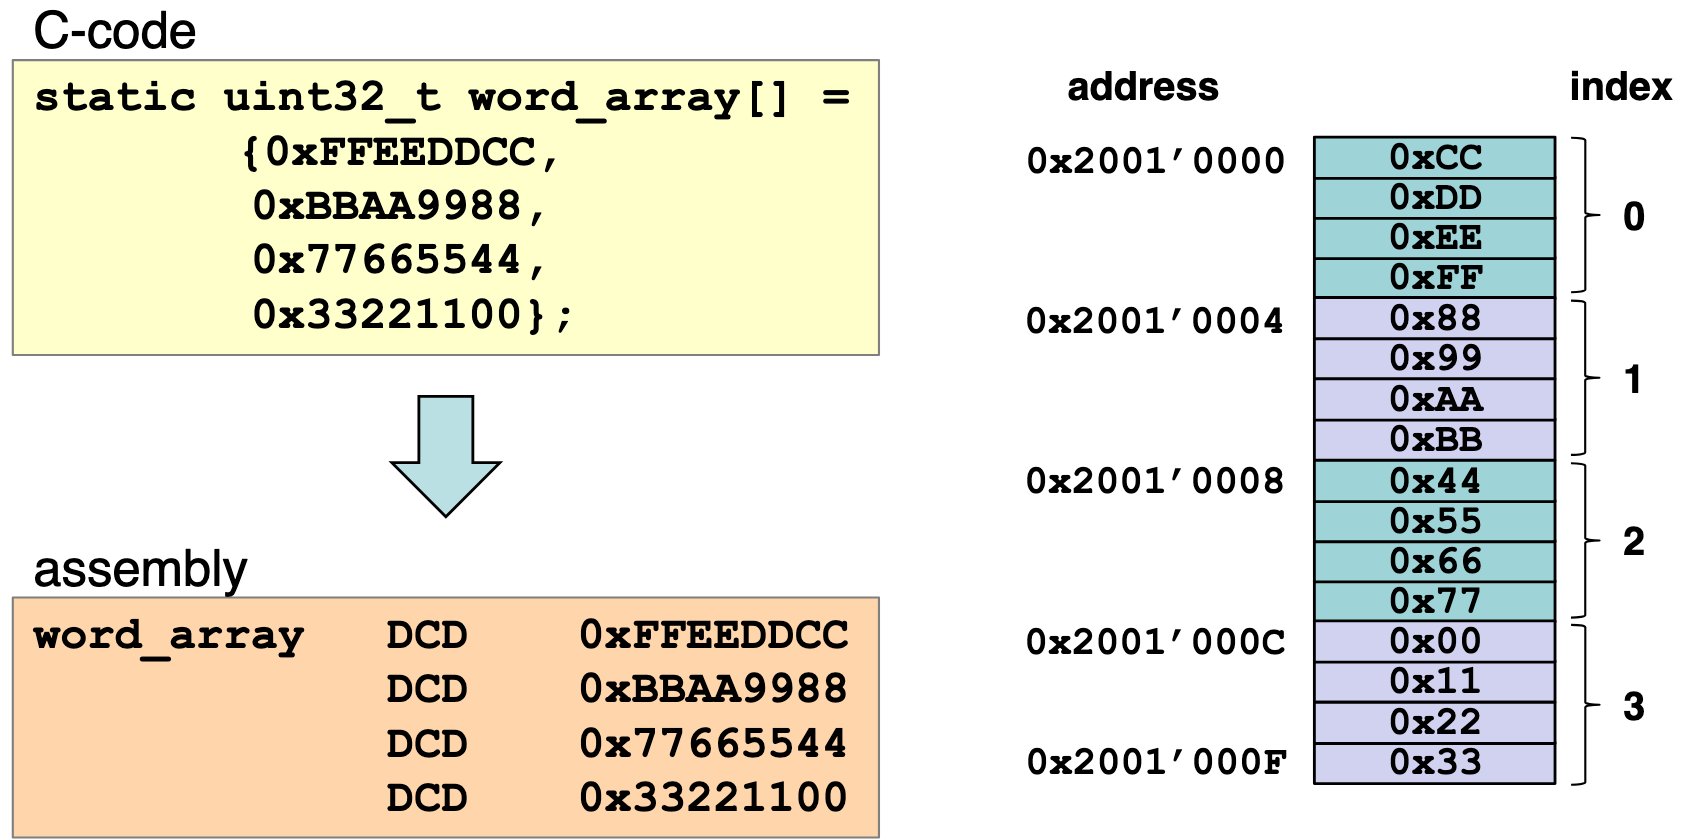 C-code
static uint32_t word_array[] =
{0xFFEEDDCC,
0xBBAA9988,
0x77665544,
0x33221100};
assembly
word_array DCD 0xFFEEDDCC
DCD 0xBBAA9988
DCD 0x77665544
DCD 0x33221100
address index
0x2001’0000 0xCC
0xDD
0
0xEE
0xFF
0x2001’0004 0x88
0x99
1
0xAA
0xBB
0x2001’0008 0x44
0x55
2
0x66
0x77
0x2001’000C 0x00
0x11
3
0x22
0x2001’000F 0x33